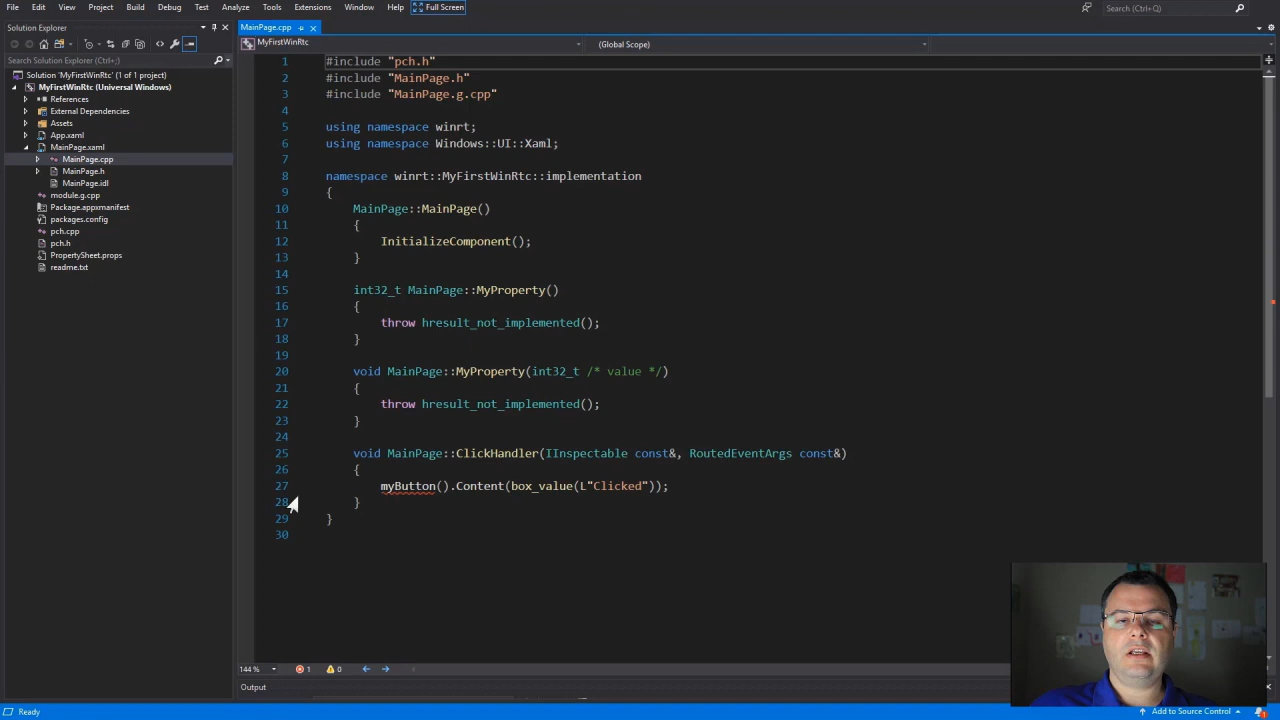 File Edit View Project Build Debug Test Analyze Tools Extensions Window Help Full Screen Search (Ctrl+Q)
Solution Explorer
MainPage.cpp
MyFirstWinRtc (Global Scope)
Search Solution Explorer (Ctrl+;)
Solution 'MyFirstWinRtc' (1 of 1 project)
MyFirstWinRtc (Universal Windows)
References
External Dependencies
Assets
App.xaml
MainPage.xaml
MainPage.cpp
MainPage.h
MainPage.idl
module.g.cpp
Package.appxmanifest
packages.config
pch.cpp
pch.h
PropertySheet.props
readme.txt
1 #include "pch.h"
2 #include "MainPage.h"
3 #include "MainPage.g.cpp"
4
5 using namespace winrt;
6 using namespace Windows::UI::Xaml;
7
8 namespace winrt::MyFirstWinRtc::implementation
9 {
10 MainPage::MainPage()
11 {
12 InitializeComponent();
13 }
14
15 int32_t MainPage::MyProperty()
16 {
17 throw hresult_not_implemented();
18 }
19
20 void MainPage::MyProperty(int32_t /* value */)
21 {
22 throw hresult_not_implemented();
23 }
24
25 void MainPage::ClickHandler(IInspectable const&, RoutedEventArgs const&)
26 {
27 myButton().Content(box_value(L"Clicked"));
28 }
29 }
30
144 % 1 0
Output
Ready Add to Source Control 1